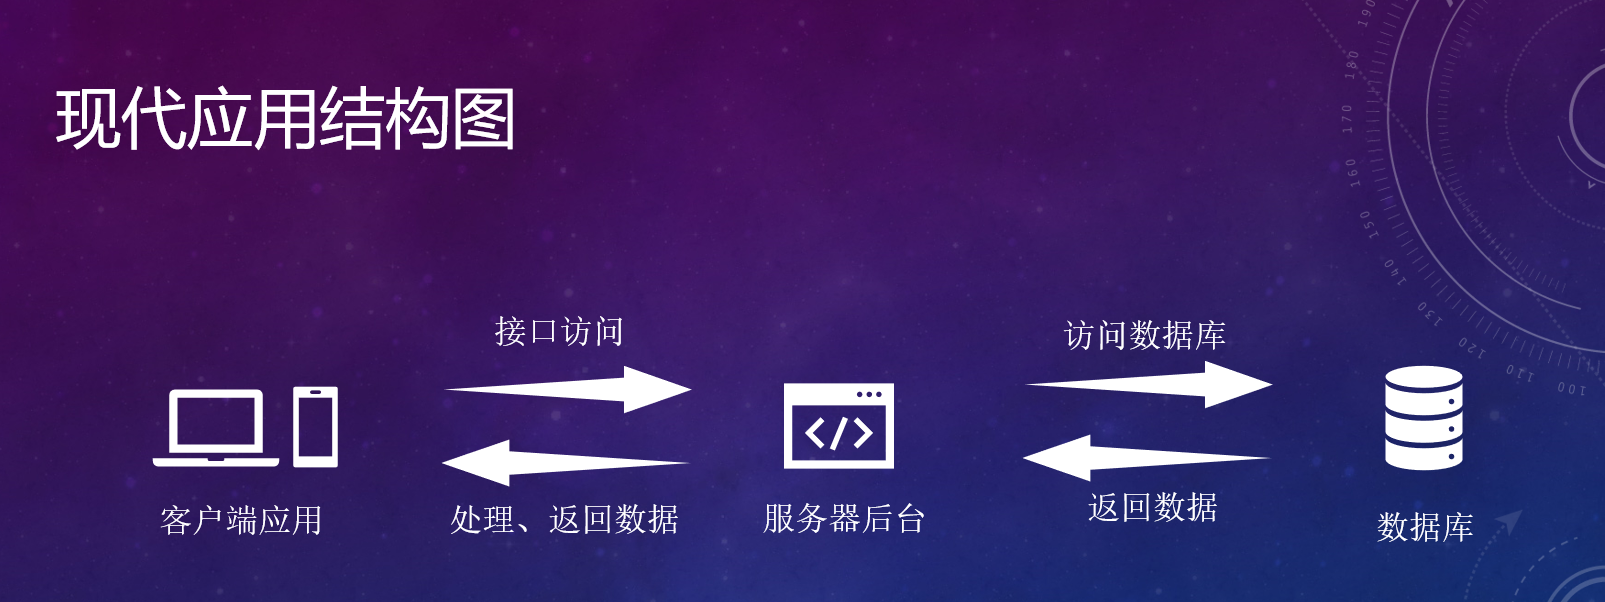 现代应用结构图
接口访问
访问数据库
处理、返回数据
返回数据
客户端应用
服务器后台
数据库
</>
190
180
170
160
150
140
130
120
110
100